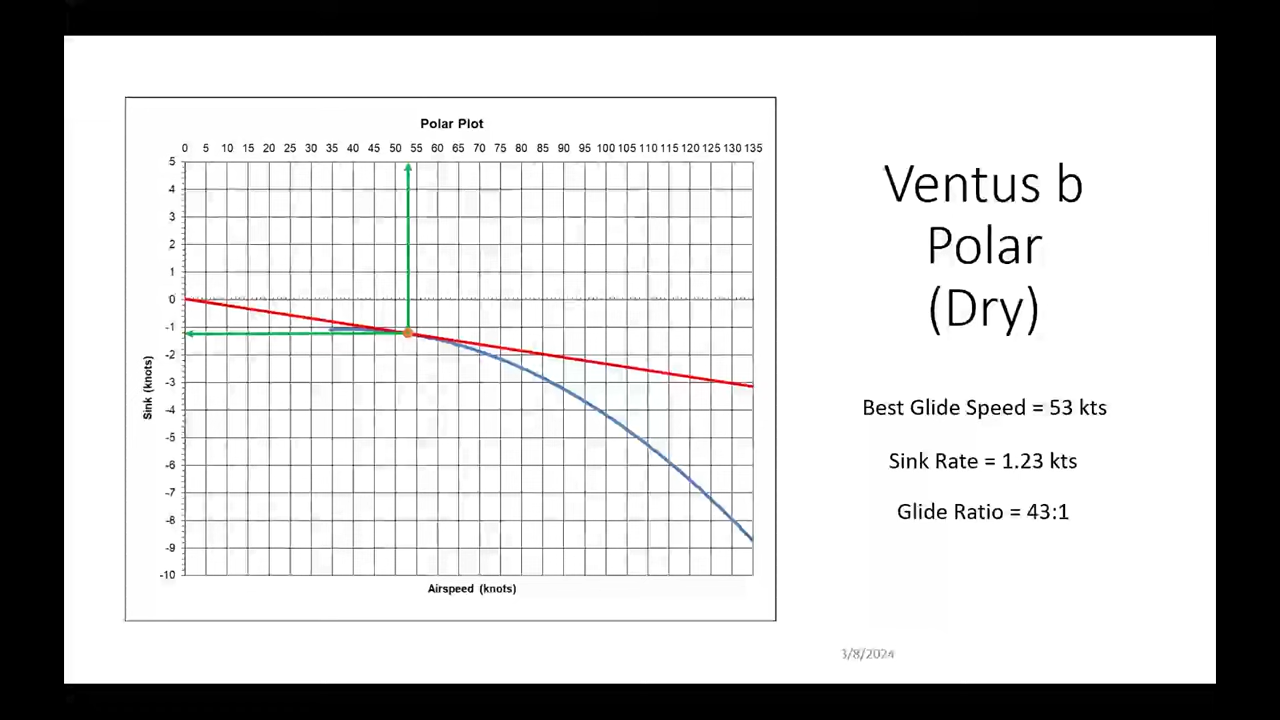 Polar Plot
0 5 10 15 20 25 30 35 40 45 50 55 60 65 70 75 80 85 90 95 100 105 110 115 120 125 130 135
5
4
3
2
1
0
-1
-2
-3
-4
-5
-6
-7
-8
-9
-10
Sink (knots)
Airspeed (knots)
Ventus b
Polar
(Dry)
Best Glide Speed = 53 kts
Sink Rate = 1.23 kts
Glide Ratio = 43:1
3/8/2024